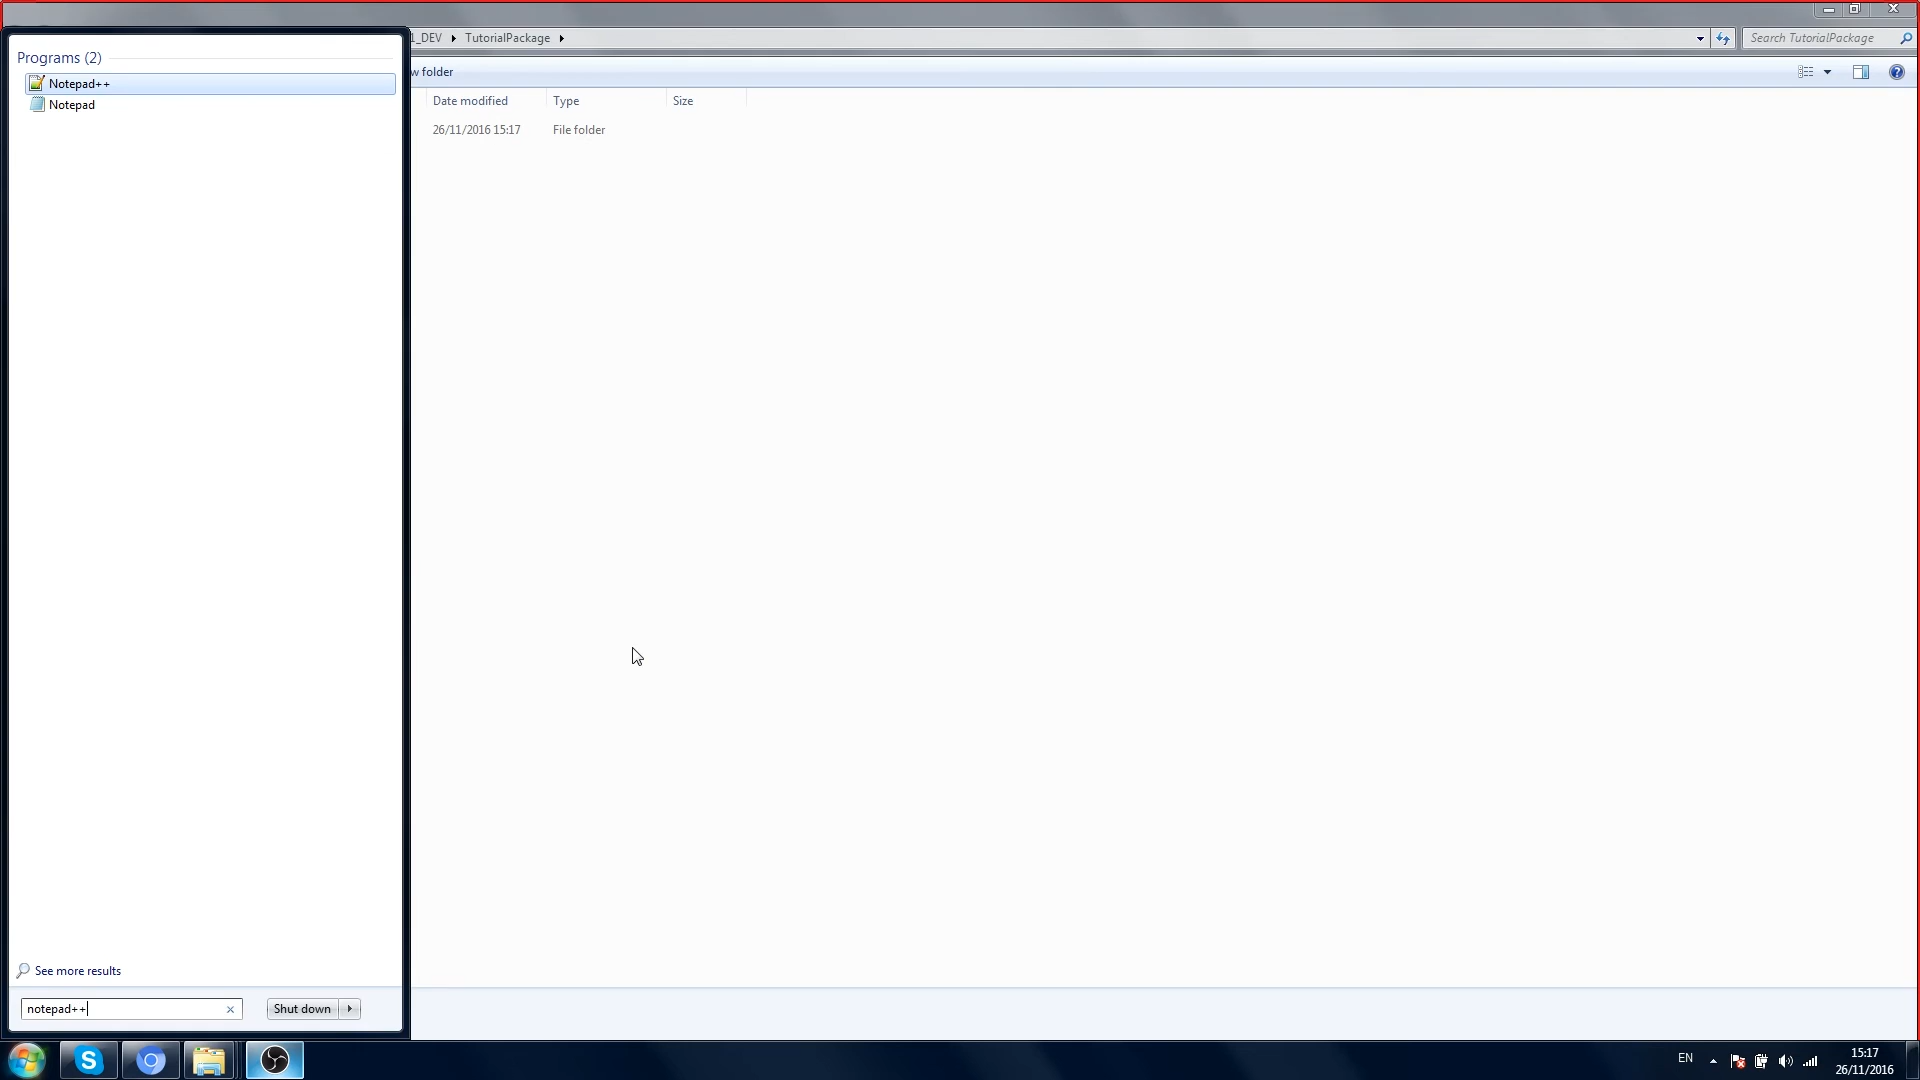 Programs (2)
Notepad++
Notepad
See more results
notepad++
Shut down
1_DEV
TutorialPackage
Search TutorialPackage
w folder
Date modified
Type
Size
26/11/2016 15:17
File folder
EN
15:17
26/11/2016